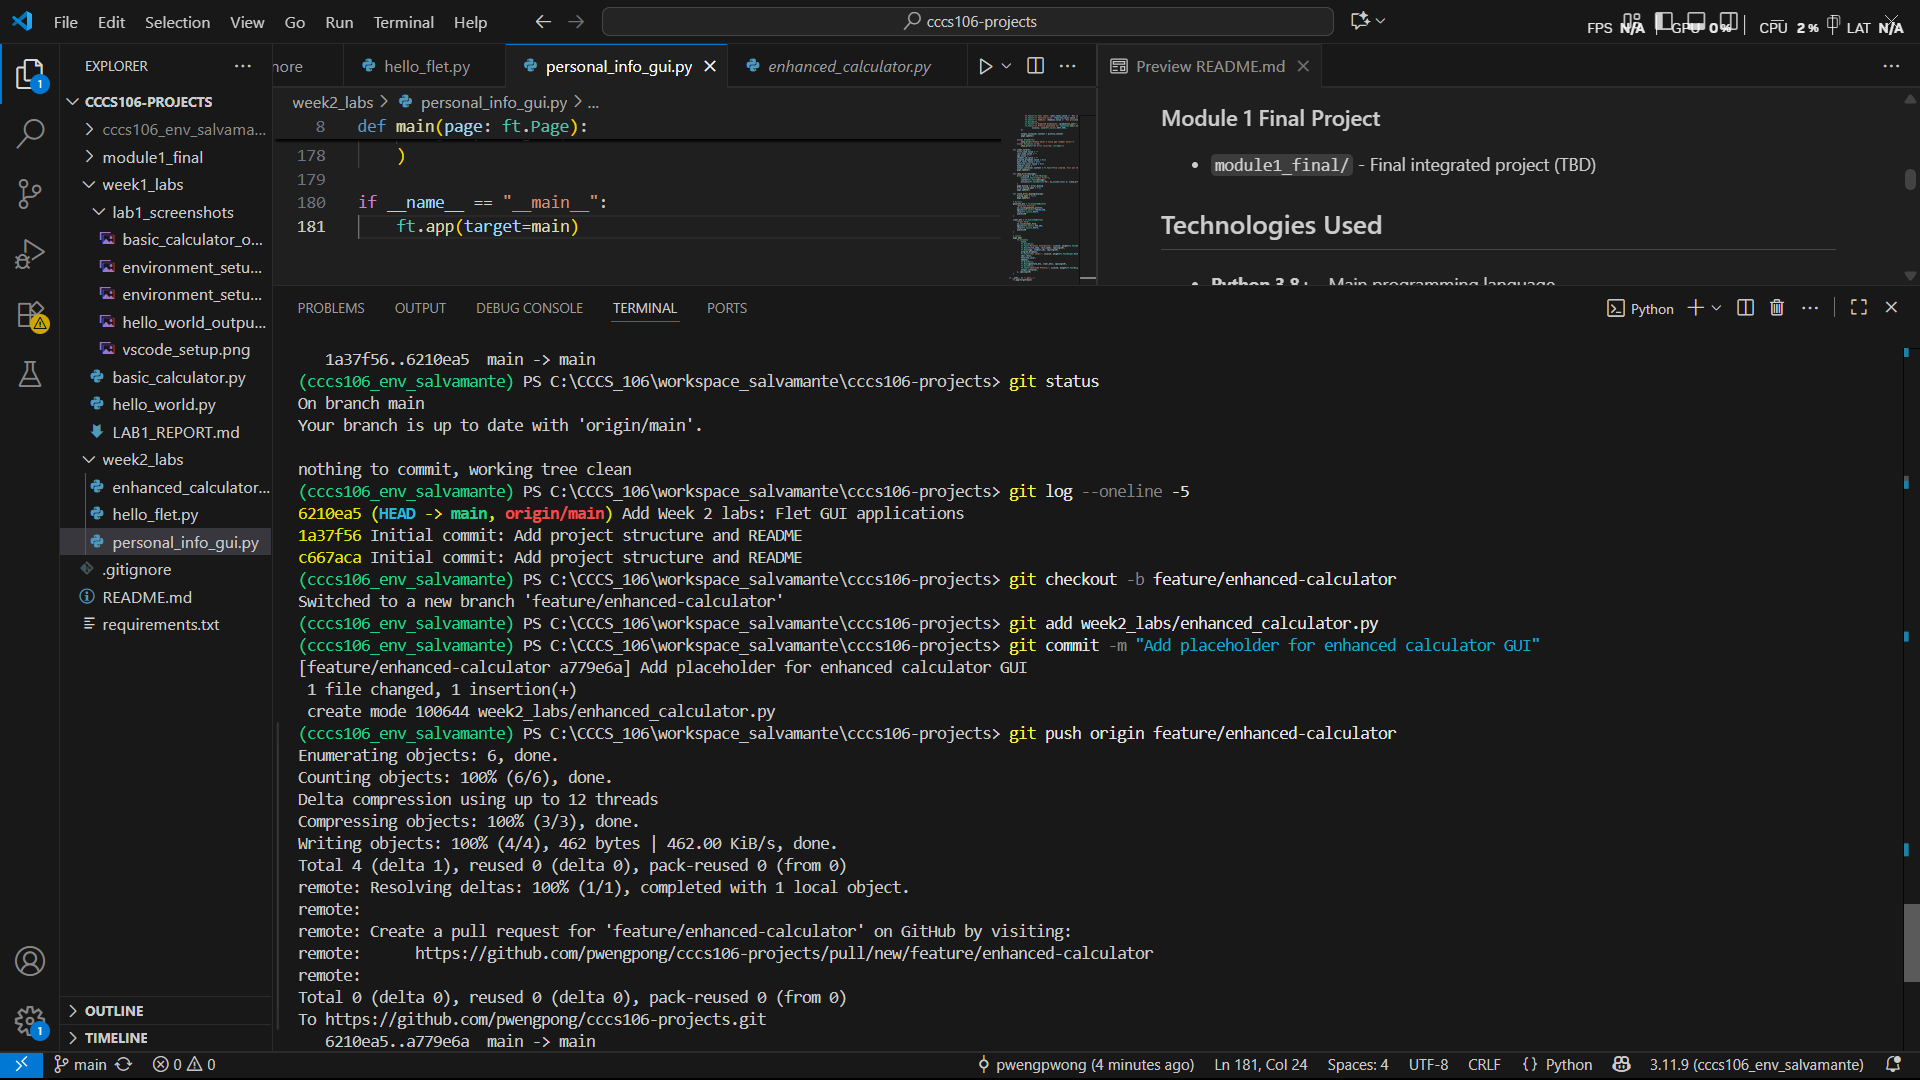 File Edit Selection View Go Run Terminal Help
cccs106-projects
FPS N/A GPU 0% CPU 2% LAT N/A
EXPLORER
CCCS106-PROJECTS
cccs106_env_salvama...
module1_final
week1_labs
lab1_screenshots
basic_calculator_o...
environment_setu...
environment_setu...
hello_world_outpu...
vscode_setup.png
basic_calculator.py
hello_world.py
LAB1_REPORT.md
week2_labs
enhanced_calculator...
hello_flet.py
personal_info_gui.py
.gitignore
README.md
requirements.txt
OUTLINE
TIMELINE
nore hello_flet.py personal_info_gui.py enhanced_calculator.py
week2_labs > personal_info_gui.py > ...
8 def main(page: ft.Page):
178 )
179
180 if __name__ == "__main__":
181 ft.app(target=main)
Preview README.md
Module 1 Final Project
• module1_final/ - Final integrated project (TBD)
Technologies Used
• Python 3.8+ - Main programming language
PROBLEMS OUTPUT DEBUG CONSOLE TERMINAL PORTS
Python
1a37f56..6210ea5 main -> main
(cccs106_env_salvamante) PS C:\CCCS_106\workspace_salvamante\cccs106-projects> git status
On branch main
Your branch is up to date with 'origin/main'.
nothing to commit, working tree clean
(cccs106_env_salvamante) PS C:\CCCS_106\workspace_salvamante\cccs106-projects> git log --oneline -5
6210ea5 (HEAD -> main, origin/main) Add Week 2 labs: Flet GUI applications
1a37f56 Initial commit: Add project structure and README
c667aca Initial commit: Add project structure and README
(cccs106_env_salvamante) PS C:\CCCS_106\workspace_salvamante\cccs106-projects> git checkout -b feature/enhanced-calculator
Switched to a new branch 'feature/enhanced-calculator'
(cccs106_env_salvamante) PS C:\CCCS_106\workspace_salvamante\cccs106-projects> git add week2_labs/enhanced_calculator.py
(cccs106_env_salvamante) PS C:\CCCS_106\workspace_salvamante\cccs106-projects> git commit -m "Add placeholder for enhanced calculator GUI"
[feature/enhanced-calculator a779e6a] Add placeholder for enhanced calculator GUI
1 file changed, 1 insertion(+)
create mode 100644 week2_labs/enhanced_calculator.py
(cccs106_env_salvamante) PS C:\CCCS_106\workspace_salvamante\cccs106-projects> git push origin feature/enhanced-calculator
Enumerating objects: 6, done.
Counting objects: 100% (6/6), done.
Delta compression using up to 12 threads
Compressing objects: 100% (3/3), done.
Writing objects: 100% (4/4), 462 bytes | 462.00 KiB/s, done.
Total 4 (delta 1), reused 0 (delta 0), pack-reused 0 (from 0)
remote: Resolving deltas: 100% (1/1), completed with 1 local object.
remote:
remote: Create a pull request for 'feature/enhanced-calculator' on GitHub by visiting:
remote: https://github.com/pwengpong/cccs106-projects/pull/new/feature/enhanced-calculator
remote:
Total 0 (delta 0), reused 0 (delta 0), pack-reused 0 (from 0)
To https://github.com/pwengpong/cccs106-projects.git
6210ea5..a779e6a main -> main
main 0 0 pwengpwong (4 minutes ago) Ln 181, Col 24 Spaces: 4 UTF-8 CRLF {} Python 3.11.9 (cccs106_env_salvamante)